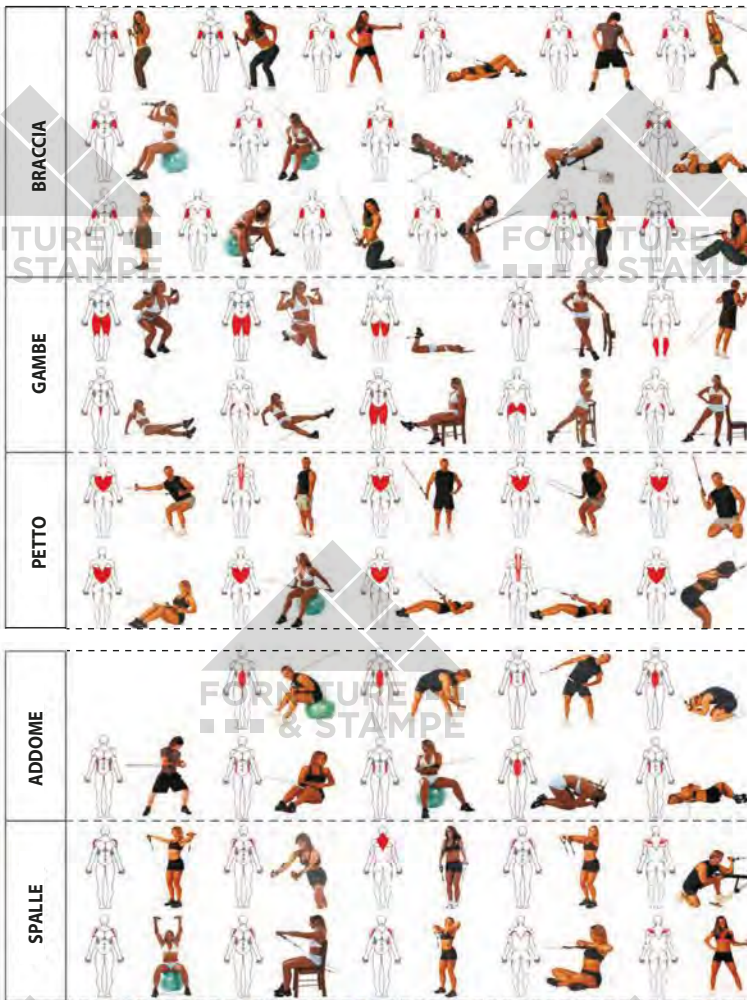 BRACCIA
FORNITURE
& STAMPE
FORNITURE
& STAMPE
GAMBE
PETTO
FORNITURE
& STAMPE
ADDOME
SPALLE